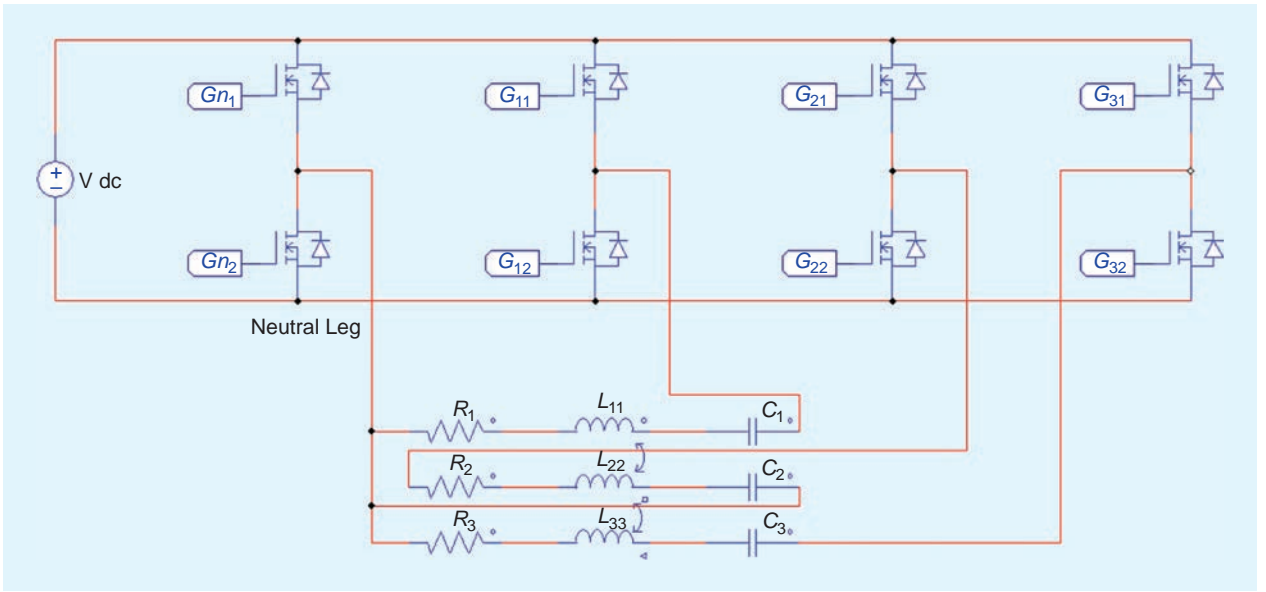 Gn₁
G₁₁
G₂₁
G₃₁
+
−
V dc
Gn₂
G₁₂
G₂₂
G₃₂
Neutral Leg
R₁
L₁₁
C₁
R₂
L₂₂
C₂
R₃
L₃₃
C₃